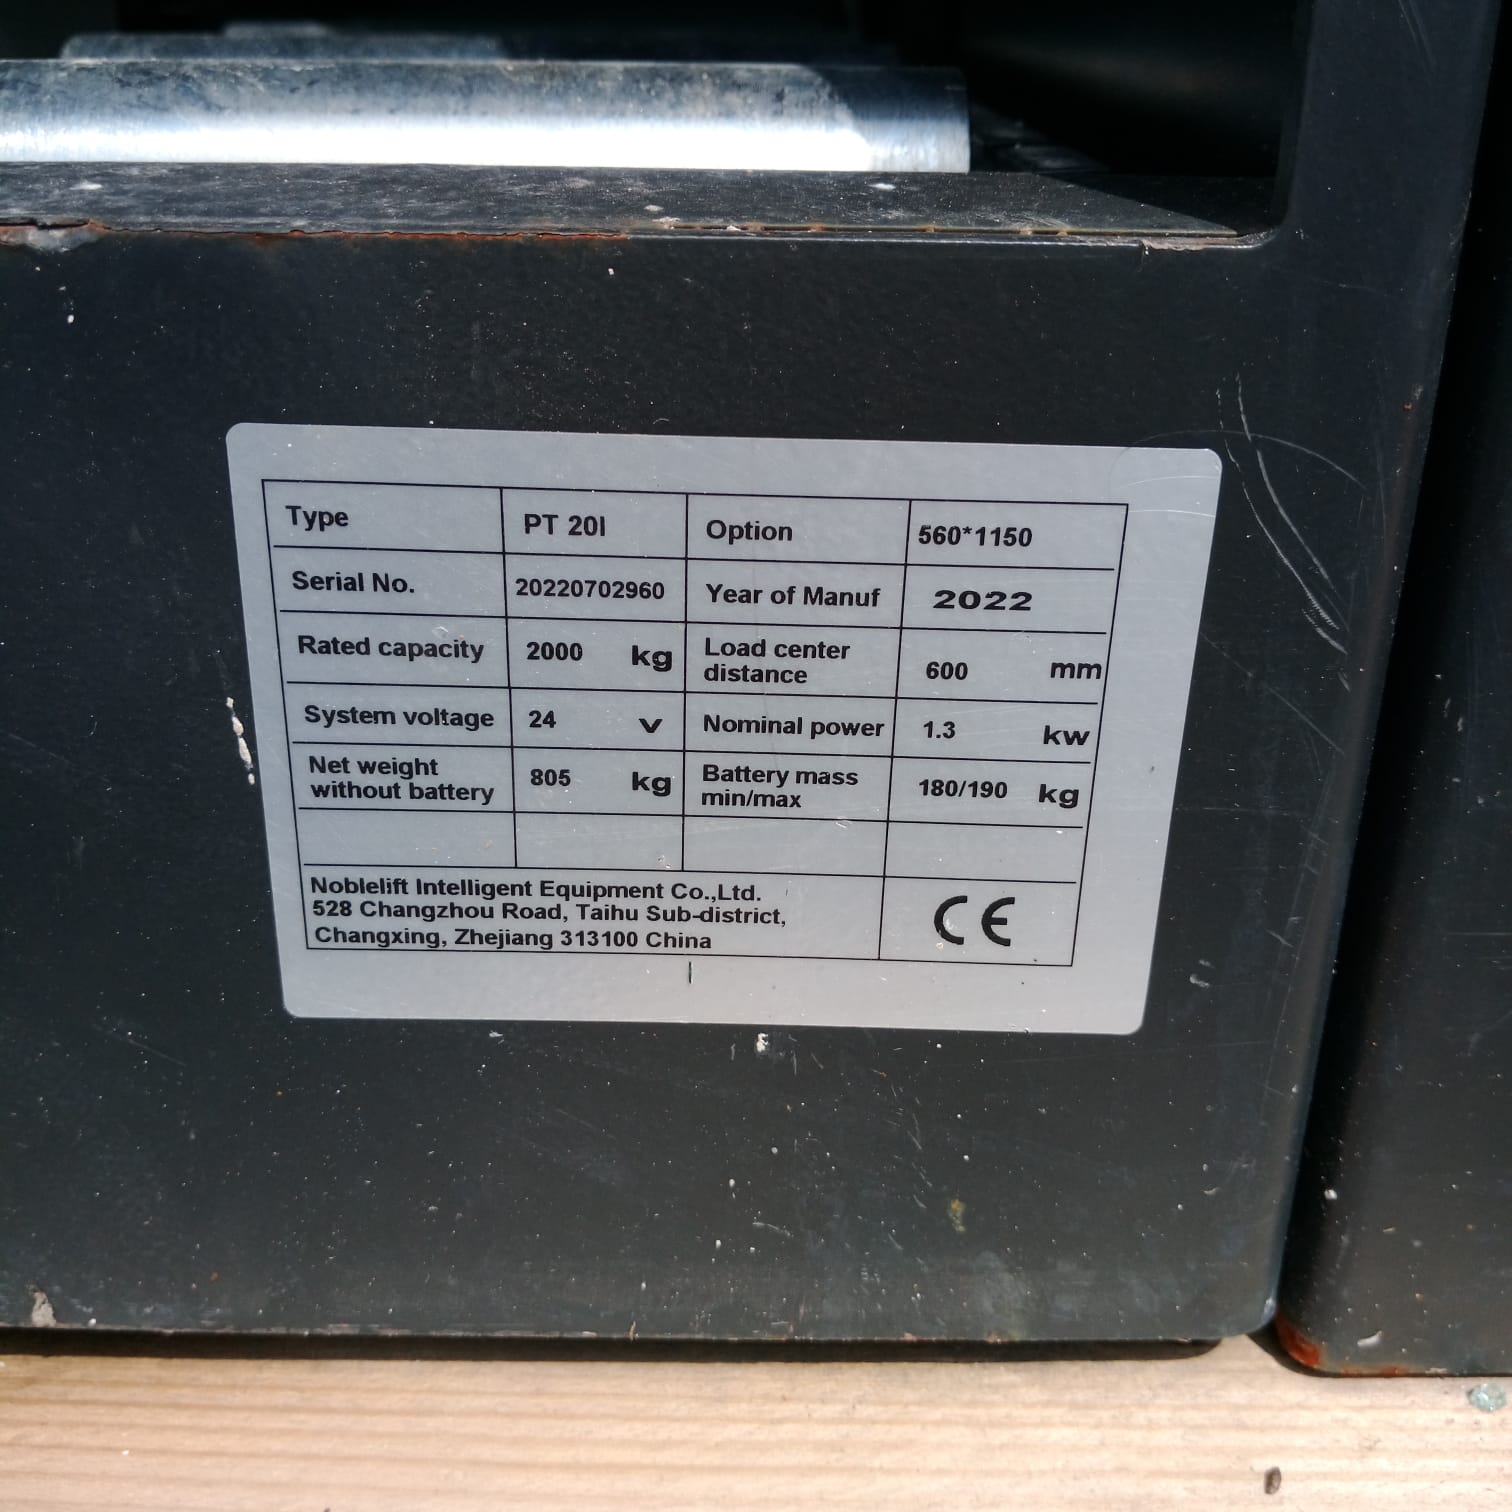 Type PT 20I Option 560*1150
Serial No. 20220702960 Year of Manuf 2022
Rated capacity 2000 kg Load center distance 600 mm
System voltage 24 v Nominal power 1.3 kw
Net weight without battery 805 kg Battery mass min/max 180/190 kg
Noblelift Intelligent Equipment Co.,Ltd.
528 Changzhou Road, Taihu Sub-district,
Changxing, Zhejiang 313100 China
CE